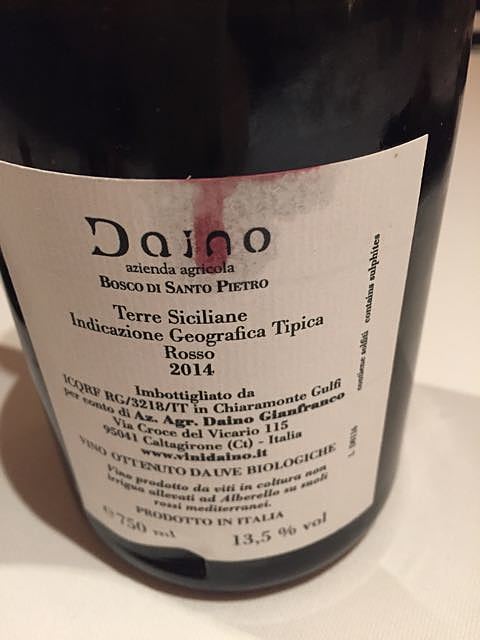 Daino
azienda agricola
BOSCO DI SANTO PIETRO
Terre Siciliane
Indicazione Geografica Tipica
Rosso
2014
Imbottigliato da
ICQRF RG/3218/IT in Chiaramonte Gulfi
per conto di Az. Agr. Daino Gianfranco
Via Croce del Vicario 115
95041 Caltagirone (Ct) - Italia
www.vinidaino.it
VINO OTTENUTO DA UVE BIOLOGICHE
Vino prodotto da viti in coltura non
irrigua allevati ad Alberello su suoli
rossi mediterranei.
PRODOTTO IN ITALIA
e 750 ml
13,5 % vol
contiene solfiti contains sulphites